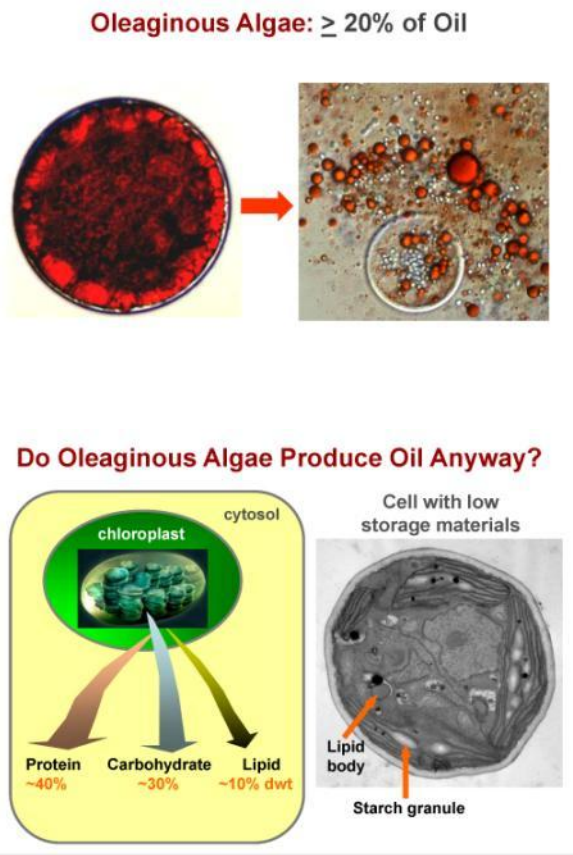 Oleaginous Algae: ≥ 20% of Oil
Do Oleaginous Algae Produce Oil Anyway?
cytosol
chloroplast
Protein
~40%
Carbohydrate
~30%
Lipid
~10% dwt
Cell with low
storage materials
Lipid
body
Starch granule